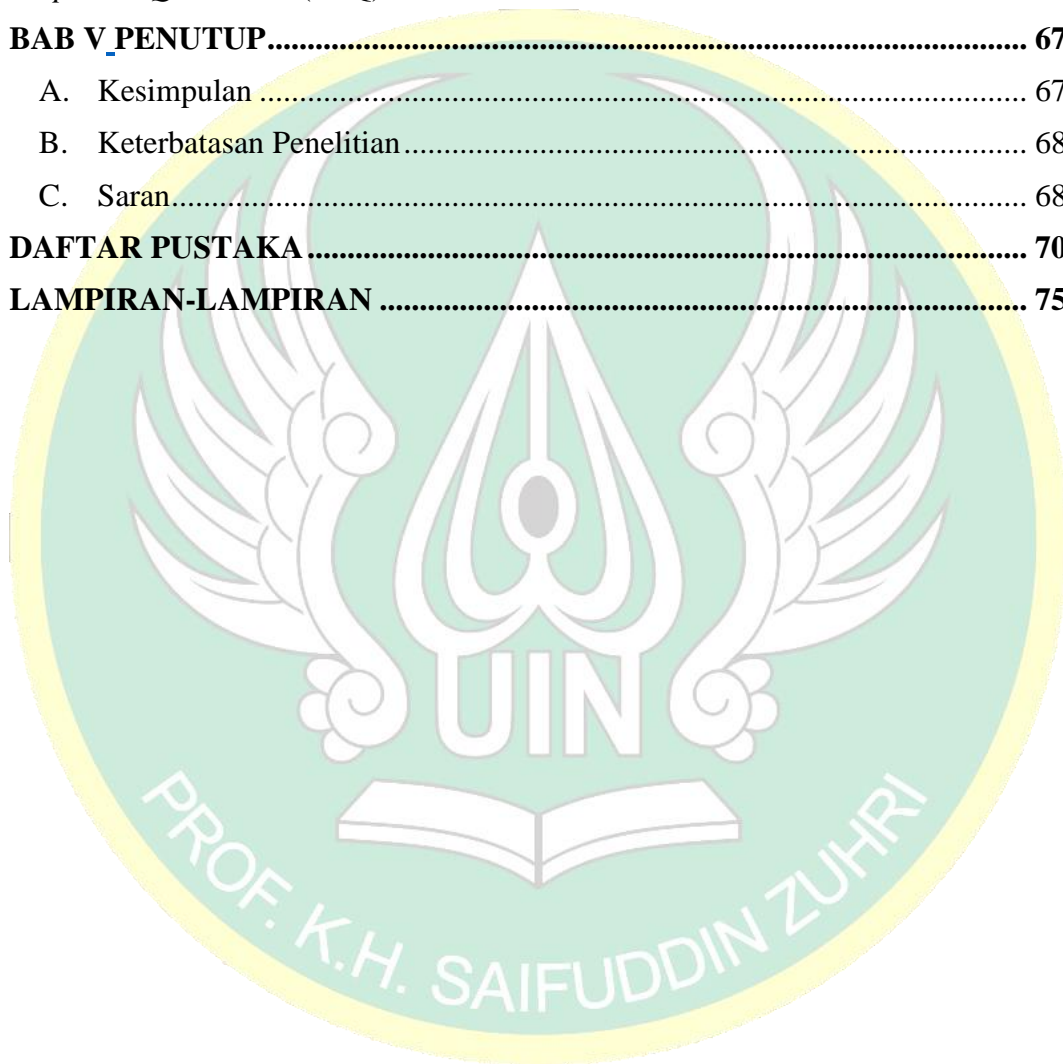 BAB V PENUTUP........................................................................................ 67
A. Kesimpulan ........................................................................................ 67
B. Keterbatasan Penelitian........................................................................ 68
C. Saran.................................................................................................. 68
DAFTAR PUSTAKA ................................................................................ 70
LAMPIRAN-LAMPIRAN ........................................................................ 75
UIN
PROF. K.H. SAIFUDDIN ZUHRI